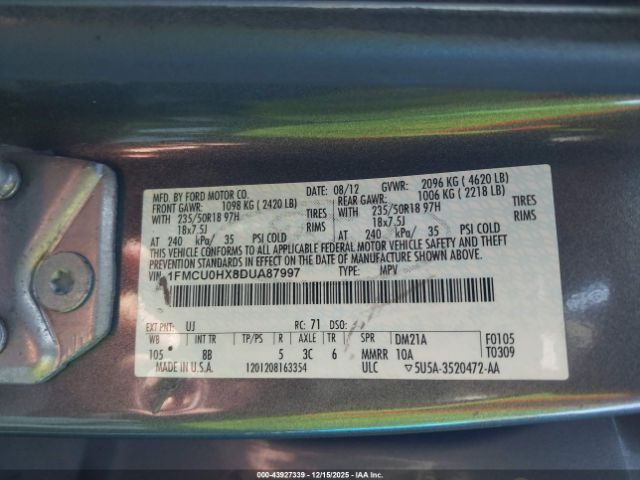 MFD. BY FORD MOTOR CO.
DATE: 08/12 GVWR: 2096 KG ( 4620 LB)
FRONT GAWR: 1098 KG ( 2420 LB) REAR GAWR: 1006 KG ( 2218 LB)
WITH 235/50R18 97H TIRES WITH 235/50R18 97H TIRES
18x7.5J RIMS 18x7.5J RIMS
AT 240 kPa/ 35 PSI COLD AT 240 kPa/ 35 PSI COLD
THIS VEHICLE CONFORMS TO ALL APPLICABLE FEDERAL MOTOR VEHICLE SAFETY AND THEFT
PREVENTION STANDARDS IN EFFECT ON THE DATE OF MANUFACTURE SHOWN ABOVE.
VIN: 1FMCU0HX8DUA87997 TYPE: MPV
EXT PNT: UJ RC: 71 DSO:
WB INT TR TP/PS R AXLE TR SPR DM21A F0105
105 8B 5 3C 6 MMRR 10A T0309
MADE IN U.S.A. 1201208163354 ULC ▽5U5A-3520472-AA
000-43927339 - 12/15/2025 - IAA Inc.